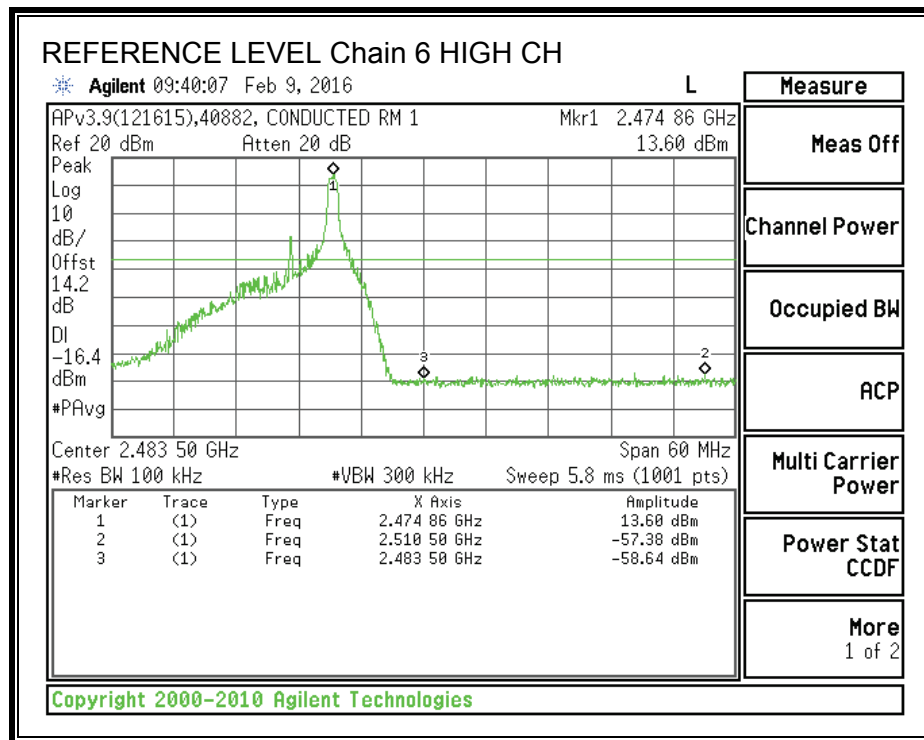 REFERENCE LEVEL Chain 6 HIGH CH
Agilent 09:40:07 Feb 9, 2016 L
APv3.9(121615),40882, CONDUCTED RM 1 Mkr1 2.474 86 GHz
Ref 20 dBm Atten 20 dB 13.60 dBm
Peak
Log
10
dB/
Offst
14.2
dB
DI
-16.4
dBm
#PAvg
1
3
2
Center 2.483 50 GHz Span 60 MHz
#Res BW 100 kHz #VBW 300 kHz Sweep 5.8 ms (1001 pts)
Marker Trace Type X Axis Amplitude
1 (1) Freq 2.474 86 GHz 13.60 dBm
2 (1) Freq 2.510 50 GHz -57.38 dBm
3 (1) Freq 2.483 50 GHz -58.64 dBm
Measure
Meas Off
Channel Power
Occupied BW
ACP
Multi Carrier
Power
Power Stat
CCDF
More
1 of 2
Copyright 2000-2010 Agilent Technologies